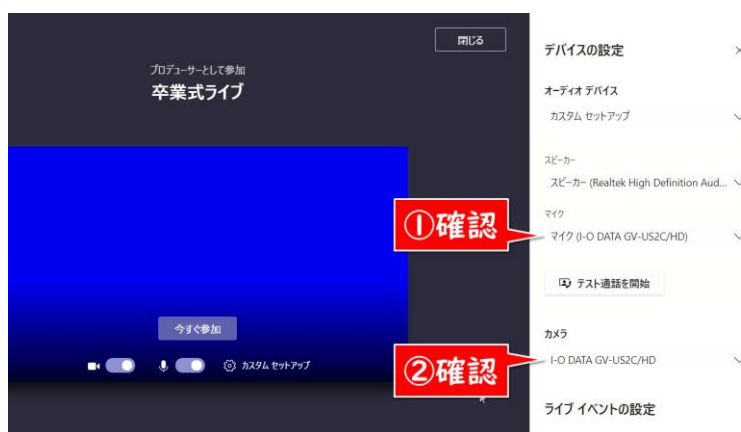 閉じる
プロデューサーとして参加
卒業式ライブ
今すぐ参加
カスタム セットアップ
①確認
②確認
デバイスの設定
オーディオ デバイス
カスタム セットアップ
スピーカー
スピーカー (Realtek High Definition Aud...
マイク
マイク (I-O DATA GV-US2C/HD)
テスト通話を開始
カメラ
I-O DATA GV-US2C/HD
ライブ イベントの設定